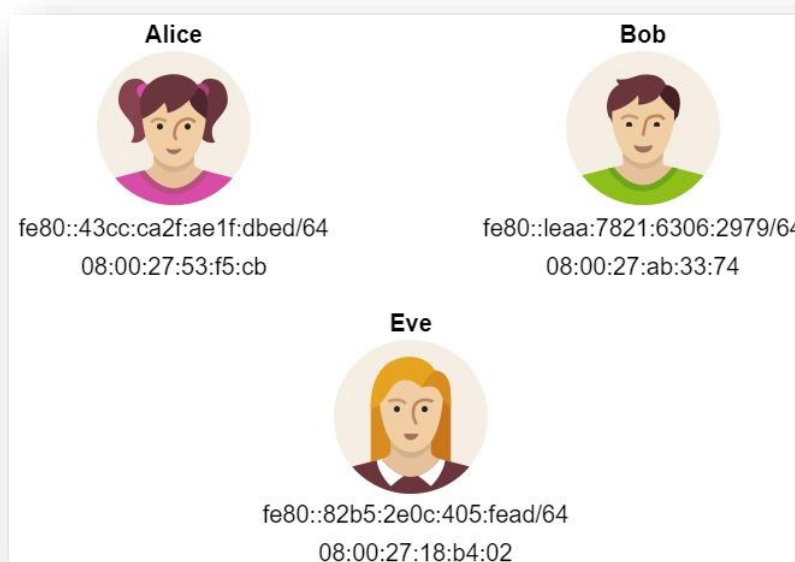 Alice
Bob
fe80::43cc:ca2f:ae1f:dbed/64
fe80::leaa:7821:6306:2979/64
08:00:27:53:f5:cb
08:00:27:ab:33:74
Eve
fe80::82b5:2e0c:405:fead/64
08:00:27:18:b4:02